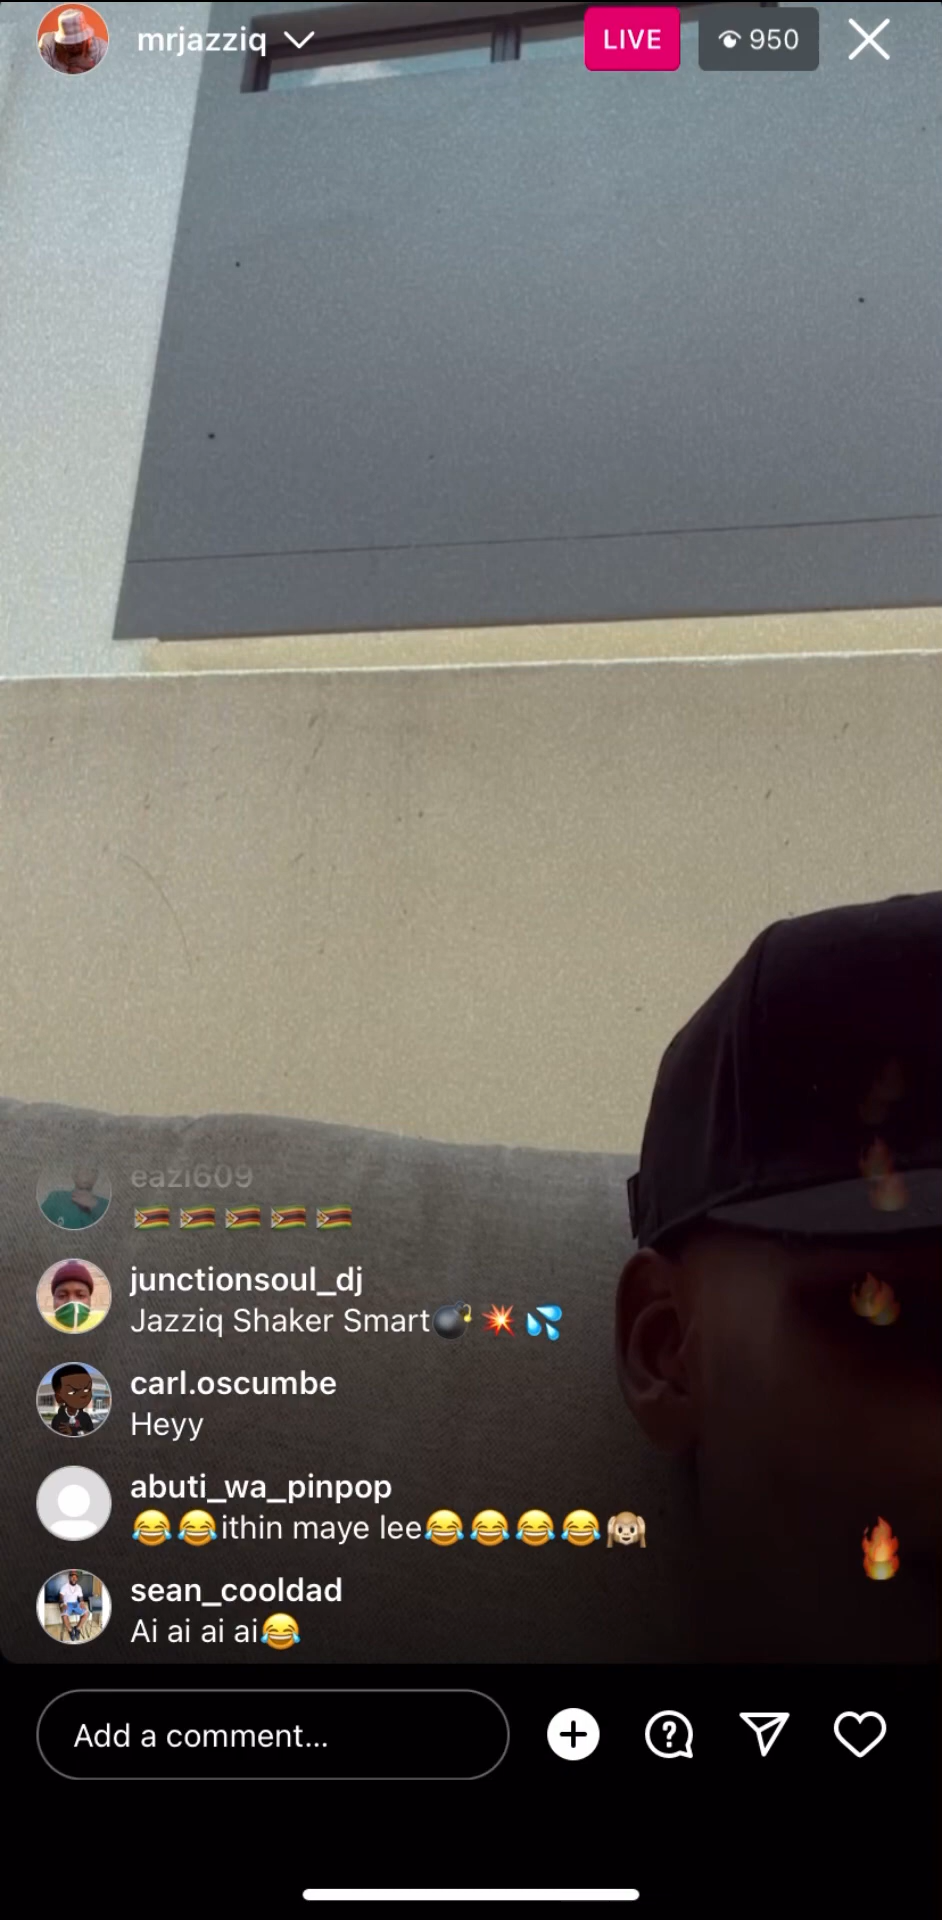 mrjazziq
LIVE
950
eazi609
🇿🇼🇿🇼🇿🇼🇿🇼🇿🇼
junctionsoul_dj
Jazziq Shaker Smart💣💥💦
carl.oscumbe
Heyy
abuti_wa_pinpop
😂😂ithin maye lee😂😂😂😂🙉
sean_cooldad
Ai ai ai ai😂
Add a comment...